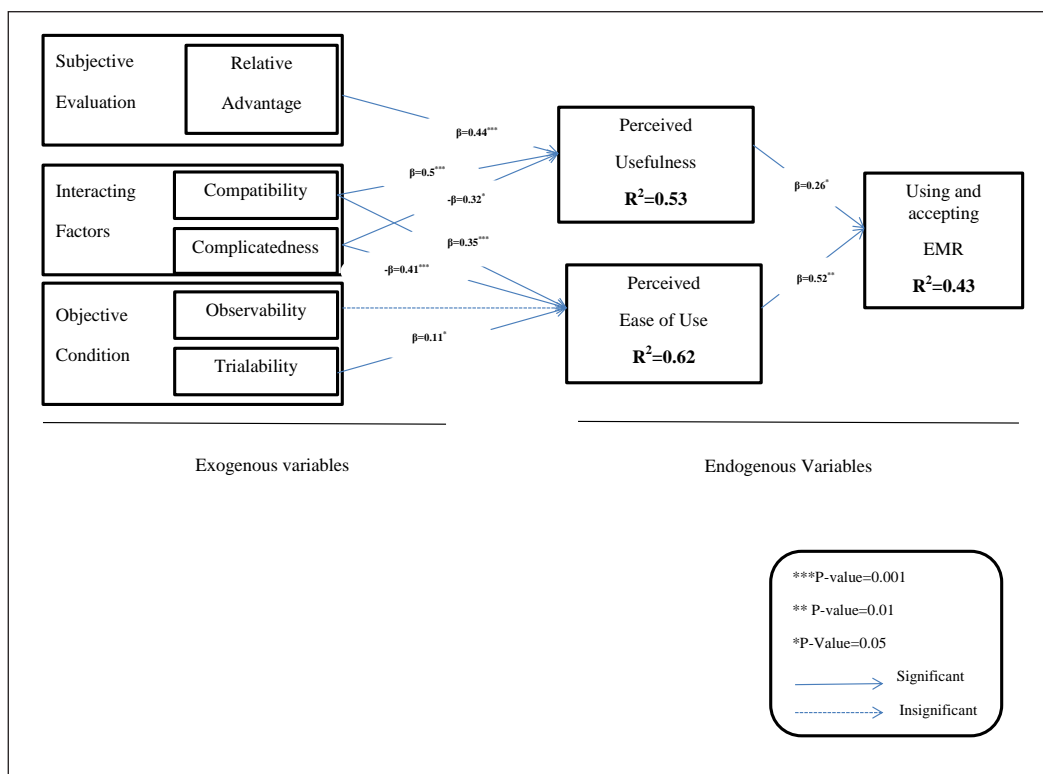 Subjective
Evaluation
Relative
Advantage
β=0.44***
Perceived
Usefulness
R²=0.53
Interacting
Factors
Compatibility
Complicatedness
β=0.5***
-β=0.32*
β=0.35***
-β=0.41***
β=0.26*
Using and
accepting
EMR
R²=0.43
β=0.52**
Objective
Condition
Observability
Trialability
β=0.11*
Perceived
Ease of Use
R²=0.62
Exogenous variables
Endogenous Variables
***P-value=0.001
** P-value=0.01
*P-Value=0.05
Significant
Insignificant